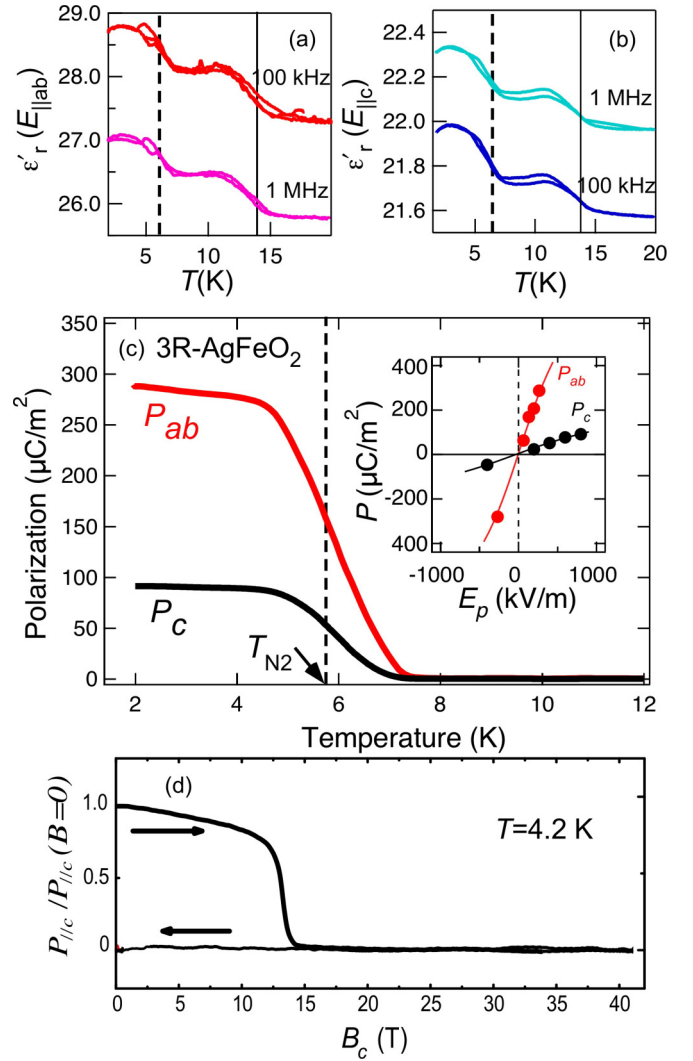 (a)
29.0
28.0
27.0
26.0
ε′r (E||ab)
100 kHz
1 MHz
5
10
15
T(K)
(b)
22.4
22.2
22.0
21.8
21.6
ε′r (E||c)
1 MHz
100 kHz
5
10
15
20
T(K)
(c) 3R-AgFeO2
350
300
250
200
150
100
50
0
Polarization (µC/m²)
Pab
Pc
TN2
2
4
6
8
10
12
Temperature (K)
400
200
0
-200
400
P (µC/m²)
Pab
Pc
-1000
0
1000
Ep (kV/m)
(d)
1.0
0.5
0
P//c /P//c (B=0)
T=4.2 K
0
5
10
15
20
25
30
35
40
Bc (T)